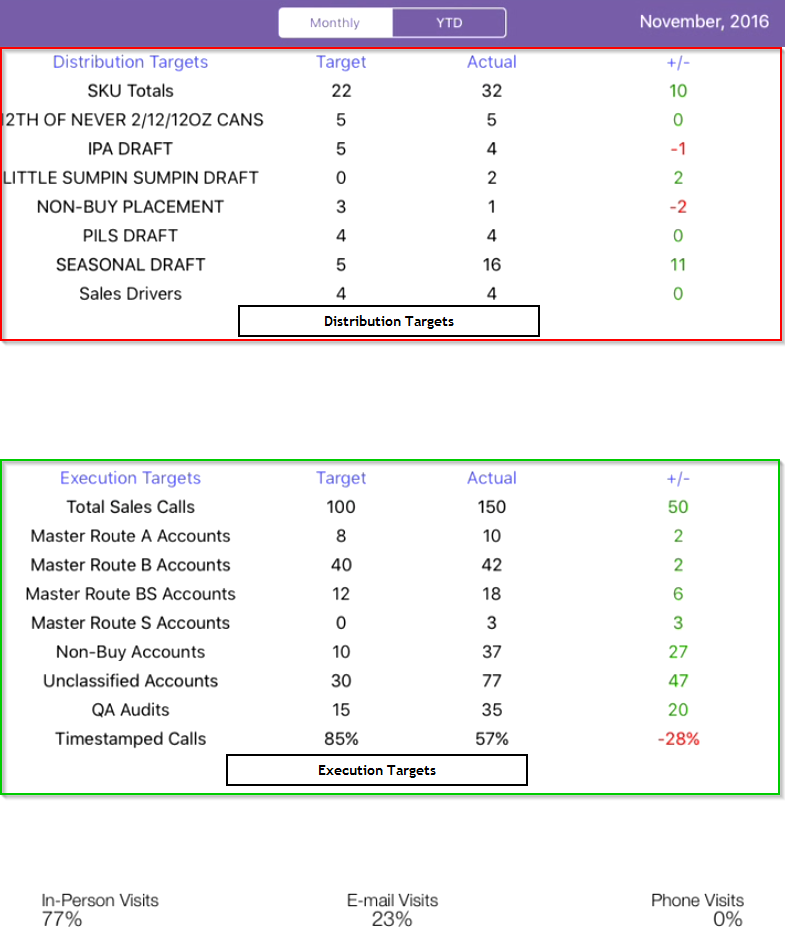 Monthly YTD November, 2016
Distribution Targets Target Actual +/-
SKU Totals 22 32 10
12TH OF NEVER 2/12/12OZ CANS 5 5 0
IPA DRAFT 5 4 -1
LITTLE SUMPIN SUMPIN DRAFT 0 2 2
NON-BUY PLACEMENT 3 1 -2
PILS DRAFT 4 4 0
SEASONAL DRAFT 5 16 11
Sales Drivers 4 4 0
Distribution Targets
Execution Targets Target Actual +/-
Total Sales Calls 100 150 50
Master Route A Accounts 8 10 2
Master Route B Accounts 40 42 2
Master Route BS Accounts 12 18 6
Master Route S Accounts 0 3 3
Non-Buy Accounts 10 37 27
Unclassified Accounts 30 77 47
QA Audits 15 35 20
Timestamped Calls 85% 57% -28%
Execution Targets
In-Person Visits E-mail Visits Phone Visits
77% 23% 0%